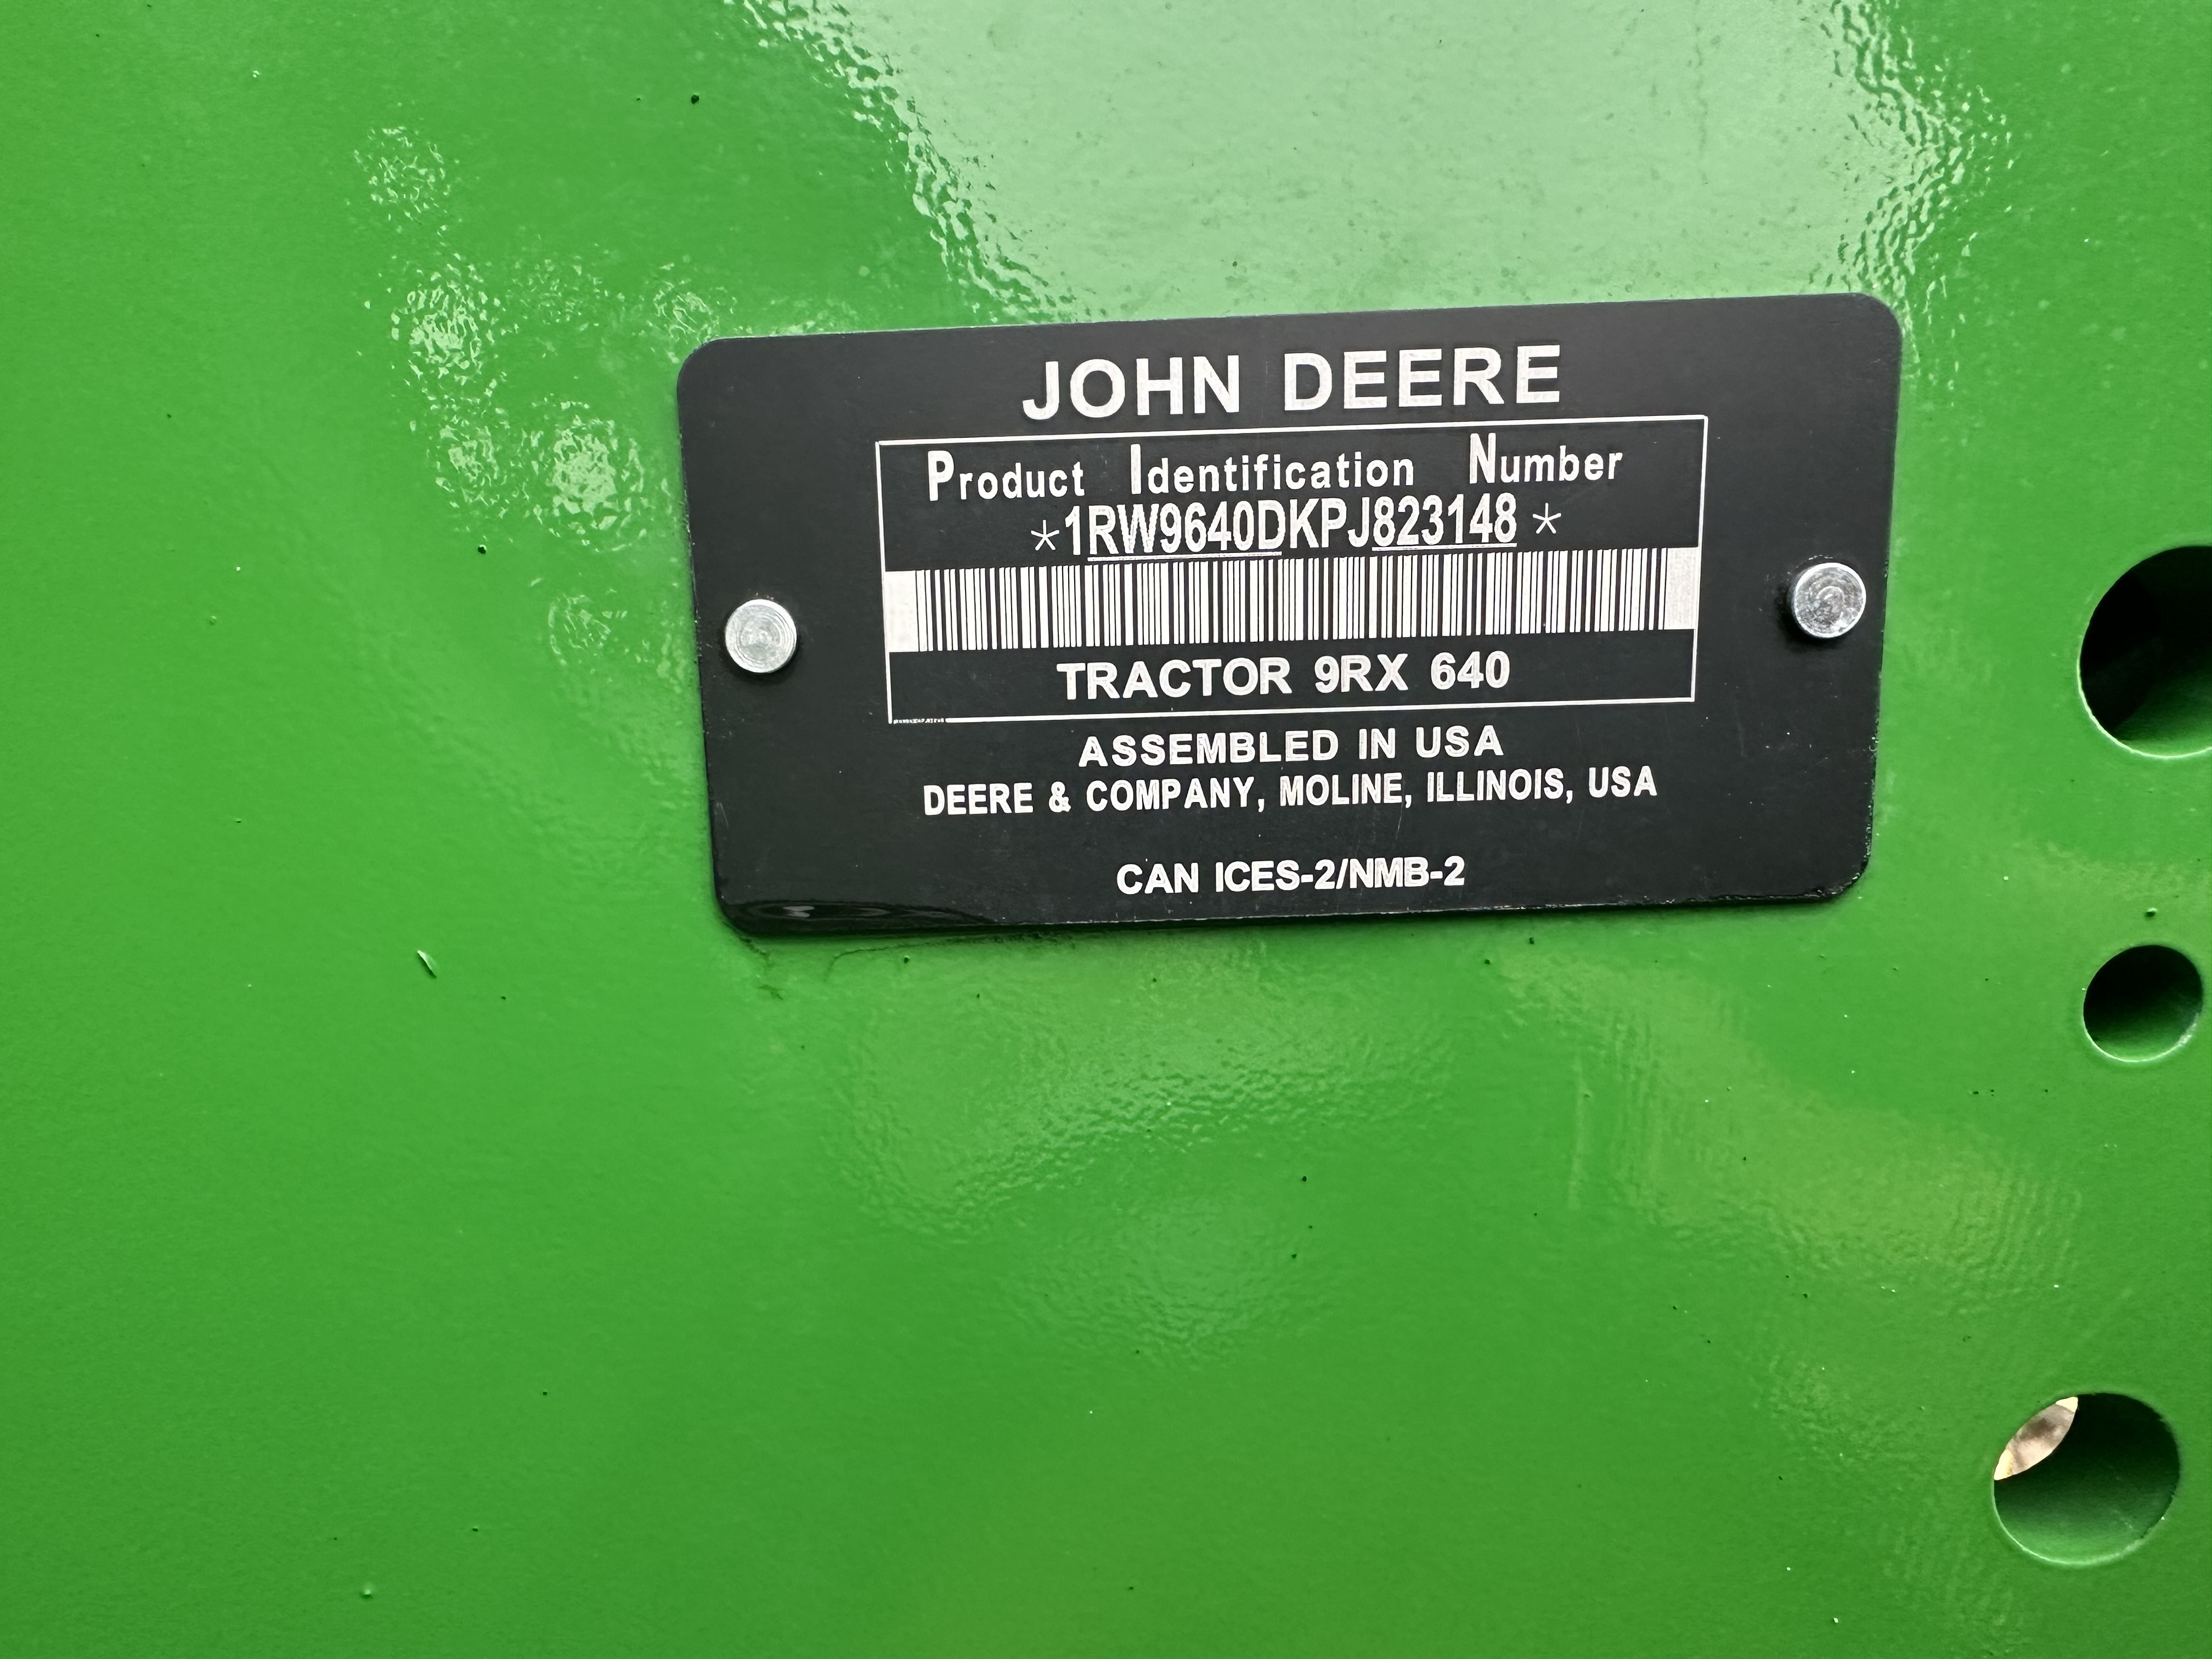 JOHN DEERE
Product Identification Number
*1RW9640DKPJ823148*
TRACTOR 9RX 640
ASSEMBLED IN USA
DEERE & COMPANY, MOLINE, ILLINOIS, USA
CAN ICES-2/NMB-2